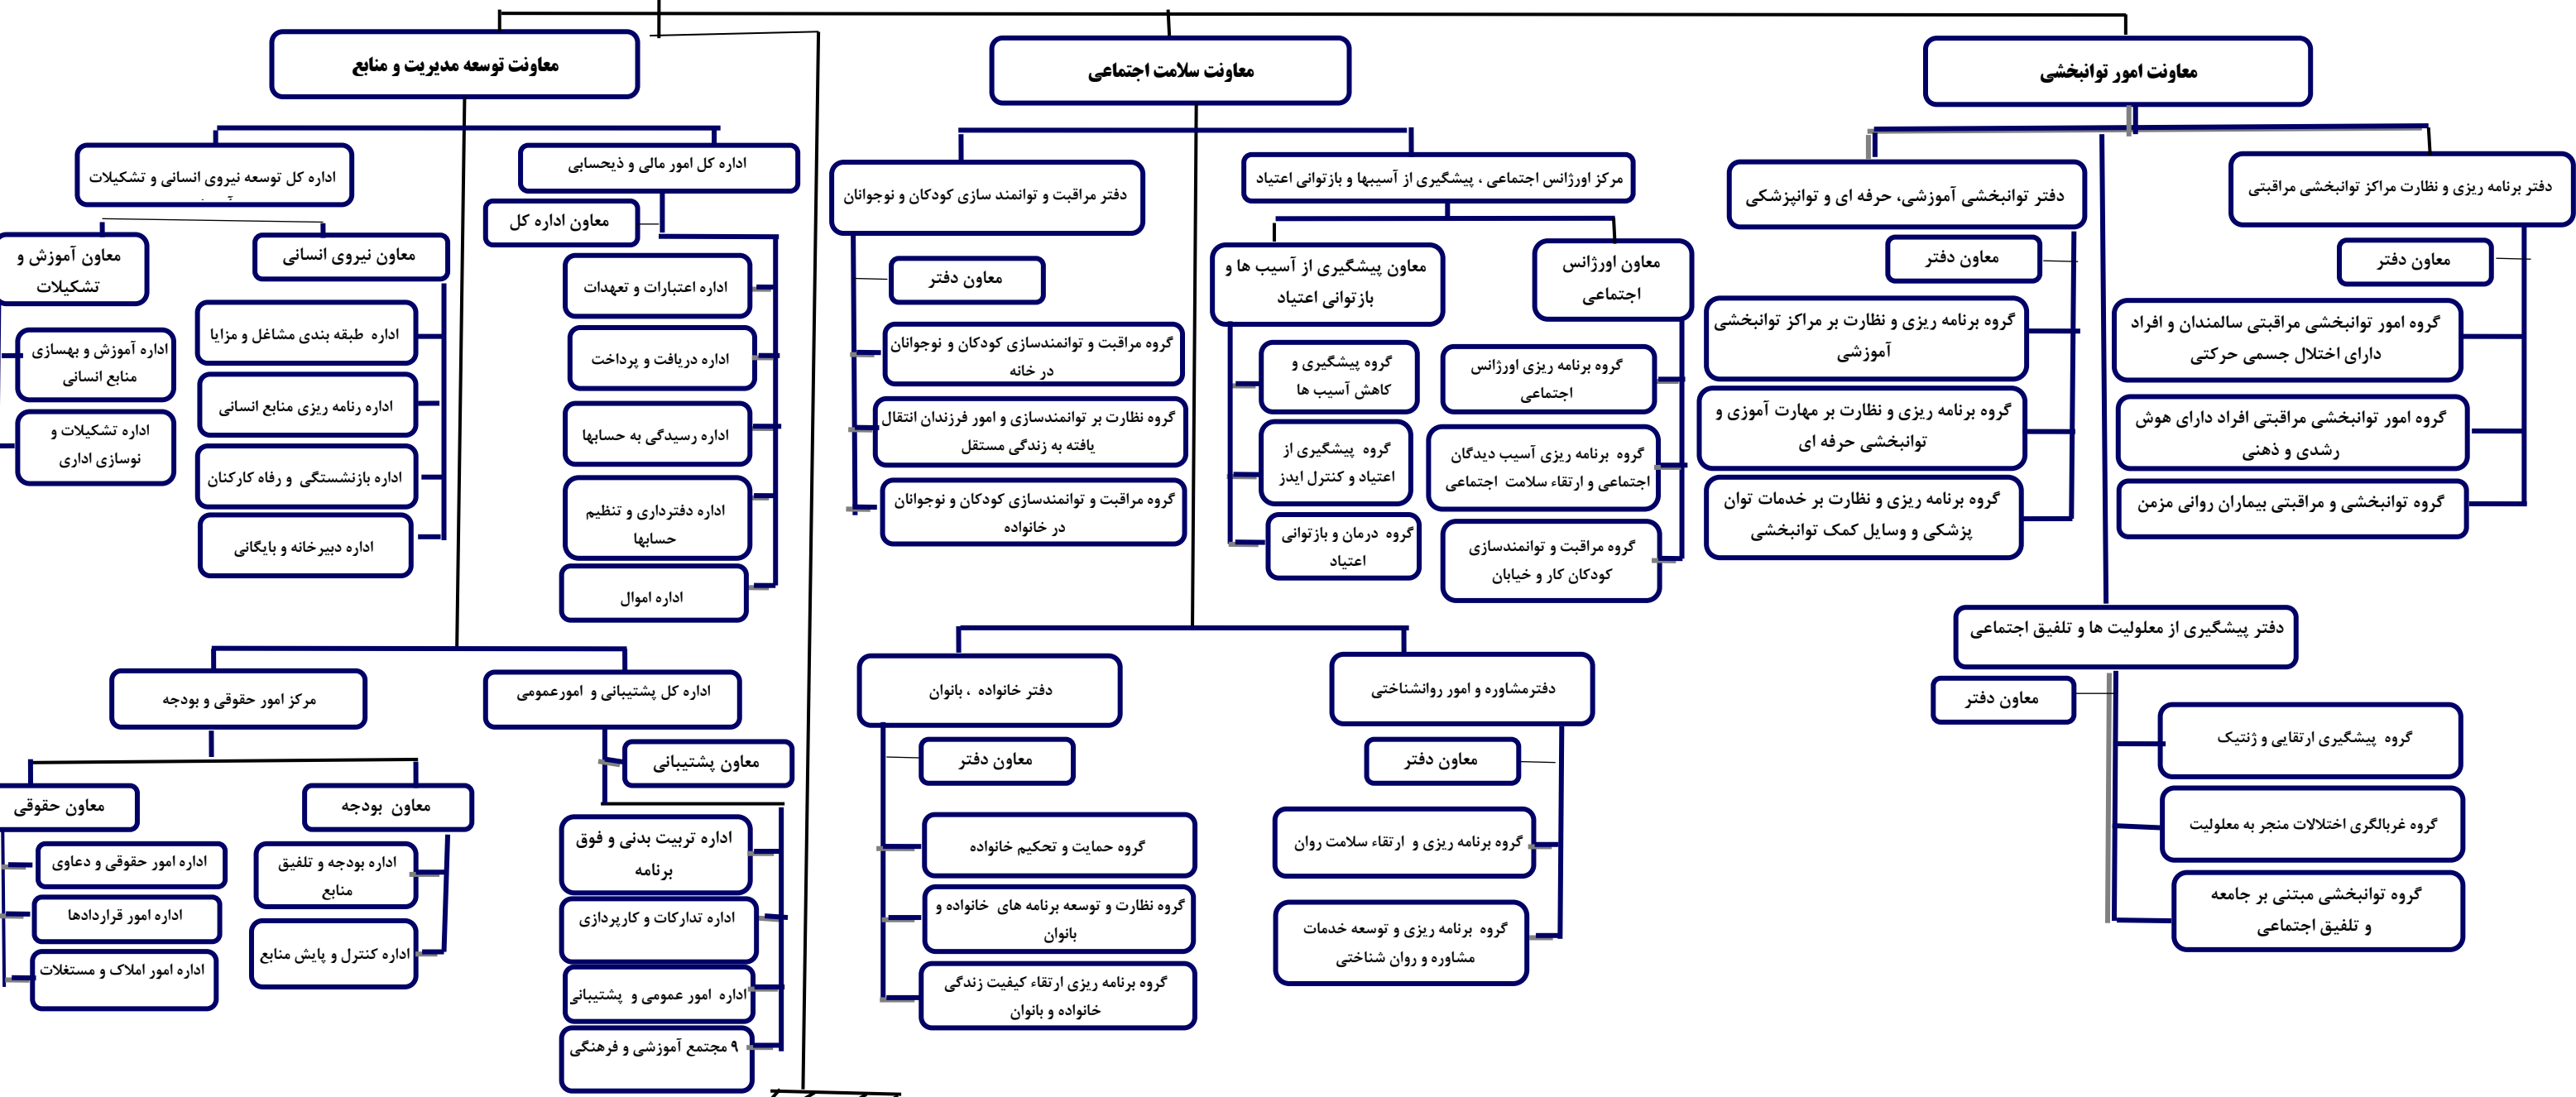 معاونت امور توانبخشی
معاونت سلامت اجتماعی
معاونت توسعه مدیریت و منابع
دفتر برنامه ریزی و نظارت مراکز توانبخشی مراقبتی
معاون دفتر
گروه امور توانبخشی مراقبتی سالمندان و افراد
دارای اختلال جسمی حرکتی
گروه امور توانبخشی مراقبتی افراد دارای هوش
رشدی و ذهنی
گروه توانبخشی و مراقبتی بیماران روانی مزمن
دفتر توانبخشی آموزشی، حرفه ای و توانپزشکی
معاون دفتر
گروه برنامه ریزی و نظارت بر مراکز توانبخشی
آموزشی
گروه برنامه ریزی و نظارت بر مهارت آموزی و
توانبخشی حرفه ای
گروه برنامه ریزی و نظارت بر خدمات توان
پزشکی و وسایل کمک توانبخشی
دفتر پیشگیری از معلولیت ها و تلفیق اجتماعی
معاون دفتر
گروه پیشگیری ارتقایی و ژنتیک
گروه غربالگری اختلالات منجر به معلولیت
گروه توانبخشی مبتنی بر جامعه
و تلفیق اجتماعی
مرکز اورژانس اجتماعی ، پیشگیری از آسیبها و بازتوانی اعتیاد
معاون اورژانس
اجتماعی
گروه برنامه ریزی اورژانس
اجتماعی
گروه برنامه ریزی آسیب دیدگان
اجتماعی و ارتقاء سلامت اجتماعی
گروه مراقبت و توانمندسازی
کودکان کار و خیابان
معاون پیشگیری از آسیب ها و
بازتوانی اعتیاد
گروه پیشگیری و
کاهش آسیب ها
گروه پیشگیری از
اعتیاد و کنترل ایدز
گروه درمان و بازتوانی
اعتیاد
دفتر مراقبت و توانمند سازی کودکان و نوجوانان
معاون دفتر
گروه مراقبت و توانمندسازی کودکان و نوجوانان
در خانه
گروه نظارت بر توانمندسازی و امور فرزندان انتقال
یافته به زندگی مستقل
گروه مراقبت و توانمندسازی کودکان و نوجوانان
در خانواده
دفترمشاوره و امور روانشناختی
معاون دفتر
گروه برنامه ریزی و ارتقاء سلامت روان
گروه برنامه ریزی و توسعه خدمات
مشاوره و روان شناختی
دفتر خانواده ، بانوان
معاون دفتر
گروه حمایت و تحکیم خانواده
گروه نظارت و توسعه برنامه های خانواده و
بانوان
گروه برنامه ریزی ارتقاء کیفیت زندگی
خانواده و بانوان
اداره کل امور مالی و ذیحسابی
معاون اداره کل
اداره اعتبارات و تعهدات
اداره دریافت و پرداخت
اداره رسیدگی به حسابها
اداره دفترداری و تنظیم
حسابها
اداره اموال
اداره کل توسعه نیروی انسانی و تشکیلات
معاون نیروی انسانی
اداره طبقه بندی مشاغل و مزایا
اداره رنامه ریزی منابع انسانی
اداره بازنشستگی و رفاه کارکنان
اداره دبیرخانه و بایگانی
معاون آموزش و
تشکیلات
اداره آموزش و بهسازی
منابع انسانی
اداره تشکیلات و
نوسازی اداری
اداره کل پشتیبانی و امورعمومی
معاون پشتیبانی
اداره تربیت بدنی و فوق
برنامه
اداره تدارکات و کارپردازی
اداره امور عمومی و پشتیبانی
۹ مجتمع آموزشی و فرهنگی
مرکز امور حقوقی و بودجه
معاون بودجه
اداره بودجه و تلفیق
منابع
اداره کنترل و پایش منابع
معاون حقوقی
اداره امور حقوقی و دعاوی
اداره امور قراردادها
اداره امور املاک و مستغلات